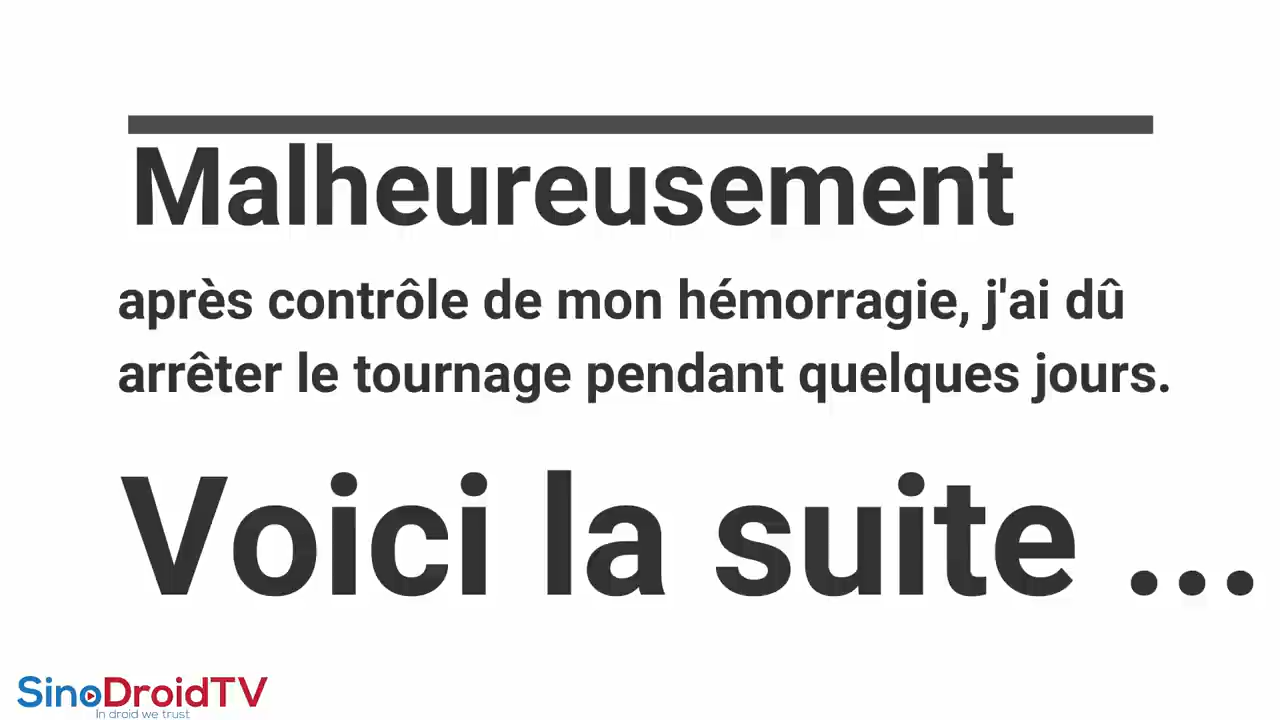 Malheureusement
après contrôle de mon hémorragie, j'ai dû
arrêter le tournage pendant quelques jours.
Voici la suite ...
SinoDroidTV
In droid we trust